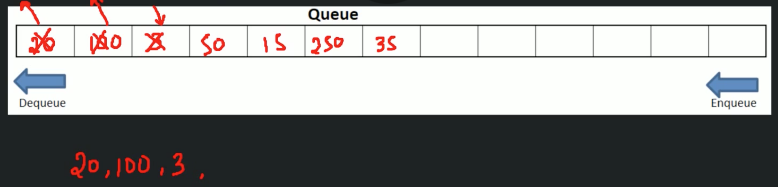 Queue
20 100 3 50 15 250 35
Dequeue
Enqueue
20, 100, 3,